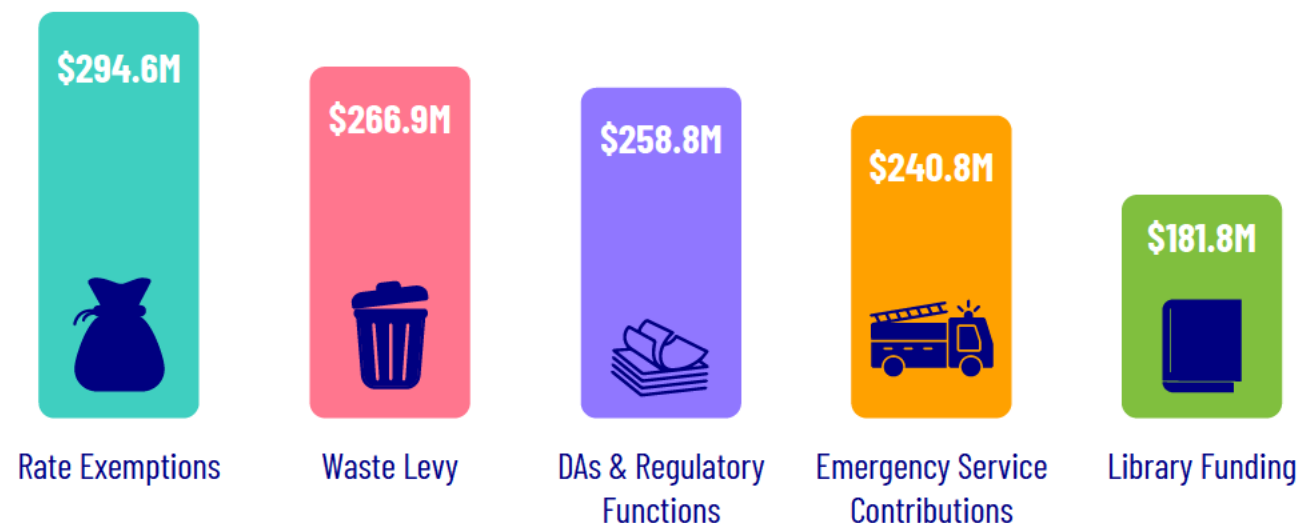 $294.6M
$266.9M
$258.8M
$240.8M
$181.8M
Rate Exemptions
Waste Levy
DAs & Regulatory
Functions
Emergency Service
Contributions
Library Funding